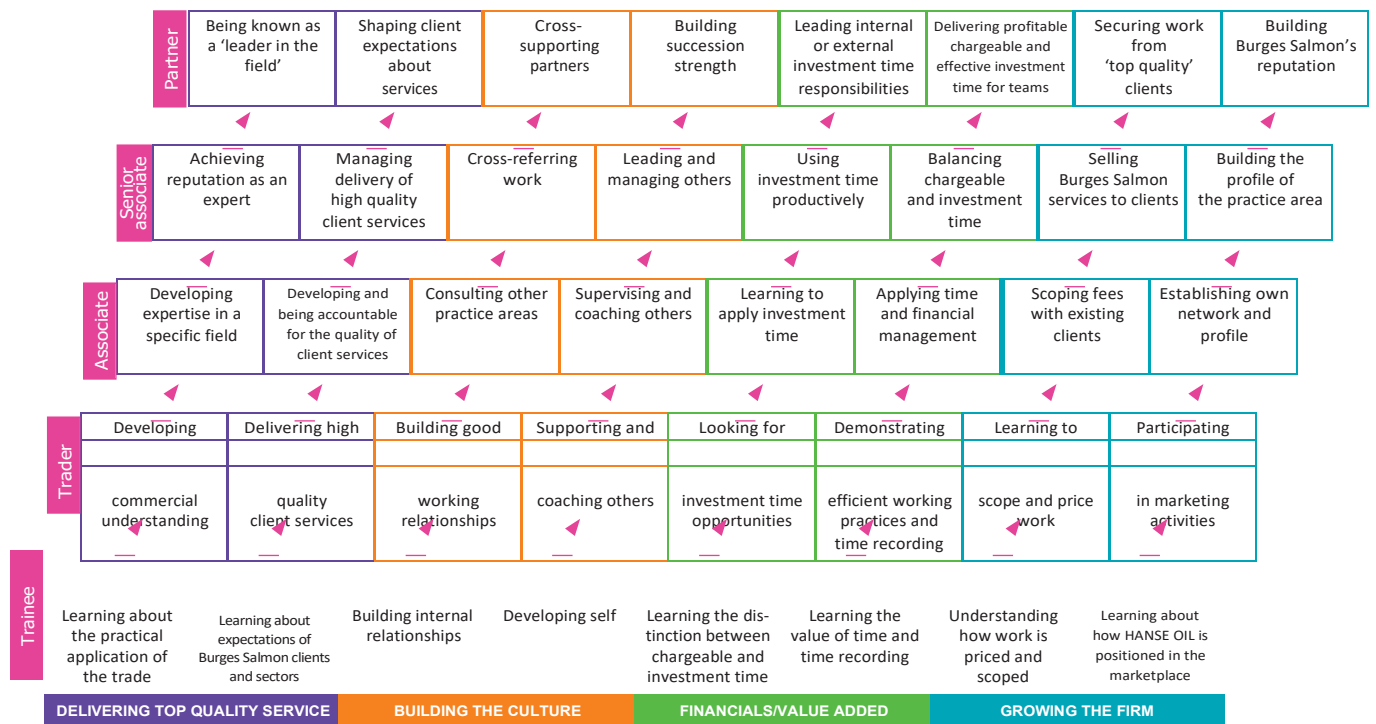 Partner
Being known as
a ‘leader in the
field’
Shaping client
expectations
about
services
Cross-
supporting
partners
Building
succession
strength
Leading internal
or external
investment time
responsibilities
Delivering profitable
chargeable and
effective investment
time for teams
Securing work
from
‘top quality’
clients
Building
Burges Salmon’s
reputation
Senior
associate
Achieving
reputation as an
expert
Managing
delivery of
high quality
client services
Cross-referring
work
Leading and
managing others
Using
investment time
productively
Balancing
chargeable
and investment
time
Selling
Burges Salmon
services to clients
Building the
profile of
the practice area
Associate
Developing
expertise in a
specific field
Developing and
being accountable
for the quality of
client services
Consulting other
practice areas
Supervising and
coaching others
Learning to
apply investment
time
Applying time
and financial
management
Scoping fees
with existing
clients
Establishing own
network and
profile
Trader
Developing
commercial
understanding
Delivering high
quality
client services
Building good
working
relationships
Supporting and
coaching others
Looking for
investment time
opportunities
Demonstrating
efficient working
practices and
time recording
Learning to
scope and price
work
Participating
in marketing
activities
Trainee
Learning about
the practical
application of
the trade
Learning about
expectations of
Burges Salmon clients
and sectors
Building internal
relationships
Developing self
Learning the dis-
tinction between
chargeable and
investment time
Learning the
value of time and
time recording
Understanding
how work is
priced and
scoped
Learning about
how HANSE OIL is
positioned in the
marketplace
DELIVERING TOP QUALITY SERVICE
BUILDING THE CULTURE
FINANCIALS/VALUE ADDED
GROWING THE FIRM